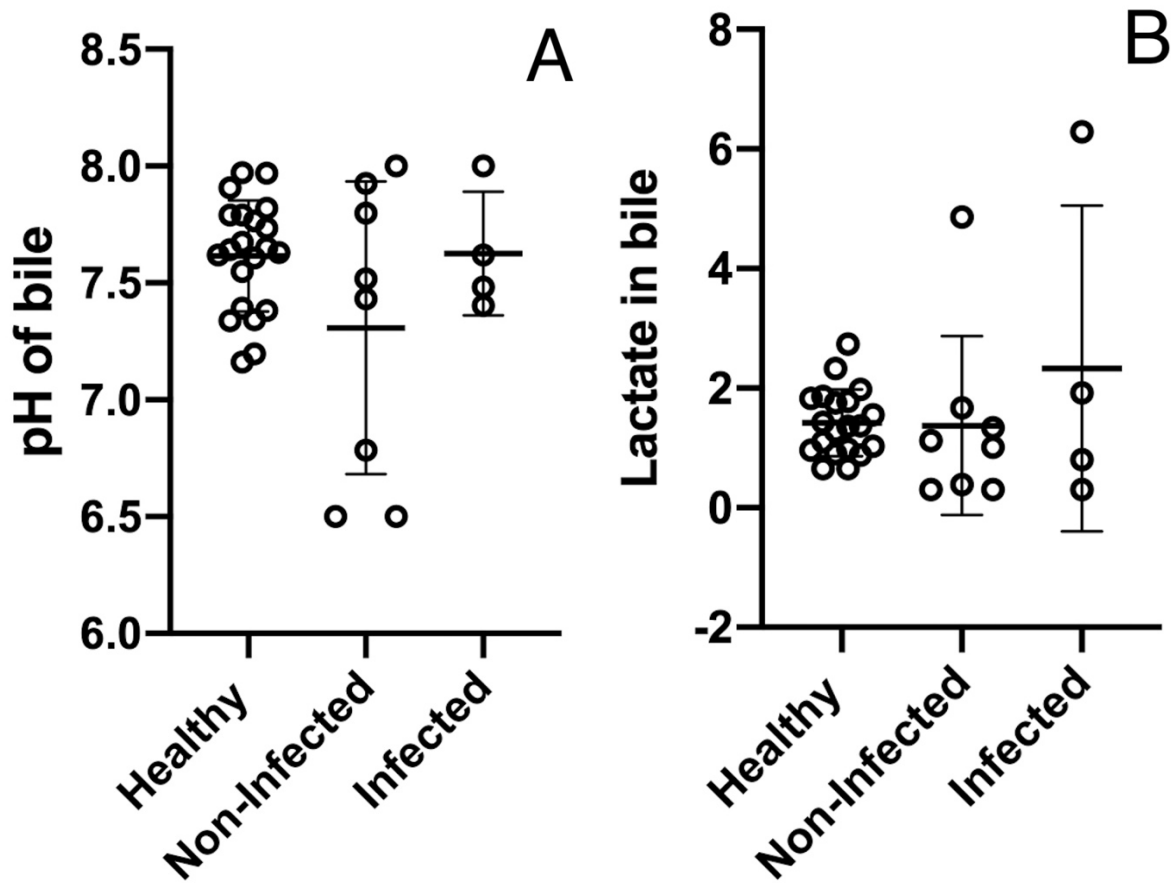 A
pH of bile
8.5
8.0
7.5
7.0
6.5
6.0
Healthy
Non-Infected
Infected
B
Lactate in bile
8
6
4
2
0
-2
Healthy
Non-Infected
Infected